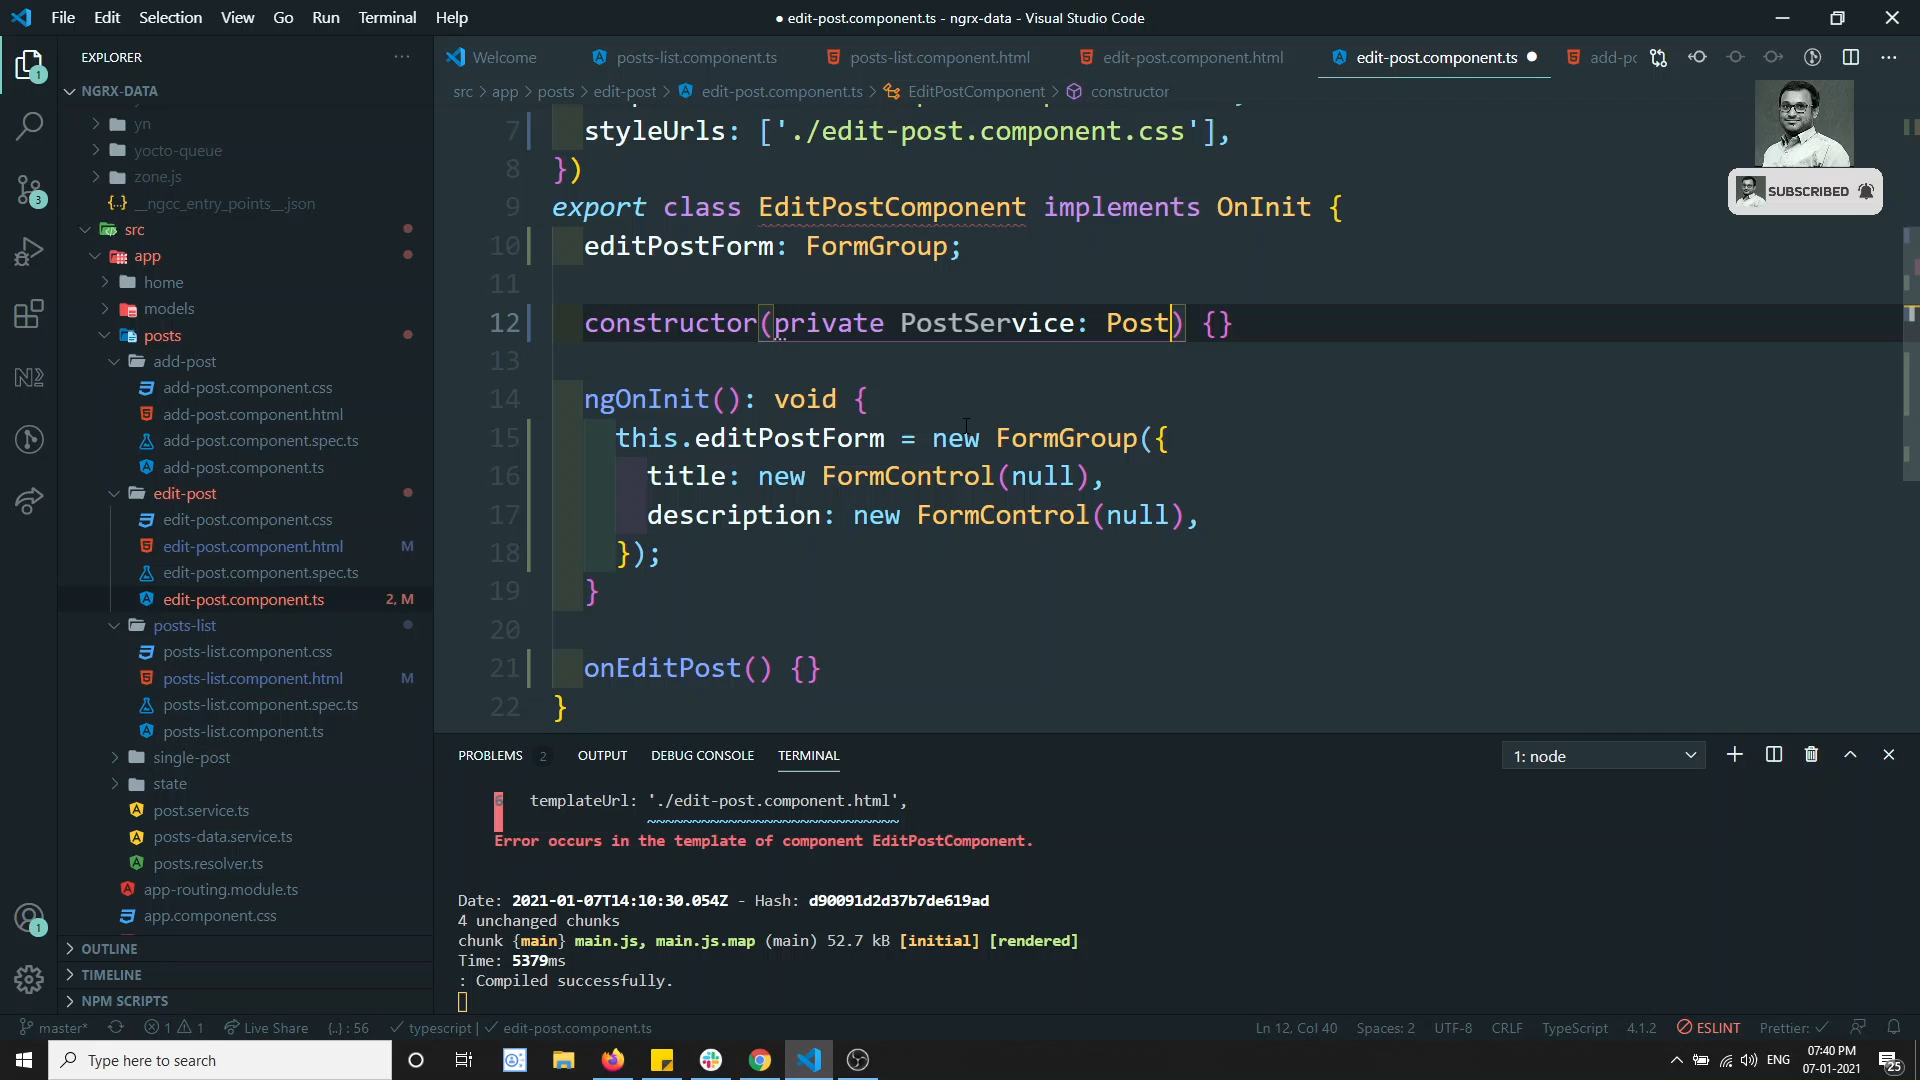 File Edit Selection View Go Run Terminal Help
● edit-post.component.ts - ngrx-data - Visual Studio Code
EXPLORER
Welcome posts-list.component.ts posts-list.component.html edit-post.component.html edit-post.component.ts
NGRX-DATA
src > app > posts > edit-post > edit-post.component.ts > EditPostComponent > constructor
yn
yocto-queue
zone.js
__ngcc_entry_points__.json
src
app
home
models
posts
add-post
add-post.component.css
add-post.component.html
add-post.component.spec.ts
add-post.component.ts
edit-post
edit-post.component.css
edit-post.component.html M
edit-post.component.spec.ts
edit-post.component.ts 2, M
posts-list
posts-list.component.css
posts-list.component.html M
posts-list.component.spec.ts
posts-list.component.ts
single-post
state
post.service.ts
posts-data.service.ts
posts.resolver.ts
app-routing.module.ts
app.component.css
OUTLINE
TIMELINE
NPM SCRIPTS
7 styleUrls: ['./edit-post.component.css'],
8 })
9 export class EditPostComponent implements OnInit {
10 editPostForm: FormGroup;
11
12 constructor(private PostService: Post) {}
13
14 ngOnInit(): void {
15 this.editPostForm = new FormGroup({
16 title: new FormControl(null),
17 description: new FormControl(null),
18 });
19 }
20
21 onEditPost() {}
22 }
SUBSCRIBED
PROBLEMS 2 OUTPUT DEBUG CONSOLE TERMINAL 1: node
6 templateUrl: './edit-post.component.html',
~~~~~~~~~~~~~~~~~~~~~~~~~~~~
Error occurs in the template of component EditPostComponent.
Date: 2021-01-07T14:10:30.054Z - Hash: d90091d2d37b7de619ad
4 unchanged chunks
chunk {main} main.js, main.js.map (main) 52.7 kB [initial] [rendered]
Time: 5379ms
: Compiled successfully.
master* 1 1 Live Share {..} : 56 typescript | edit-post.component.ts Ln 12, Col 40 Spaces: 2 UTF-8 CRLF TypeScript 4.1.2 ESLINT Prettier:
Type here to search
ENG
07:40 PM
07-01-2021
25